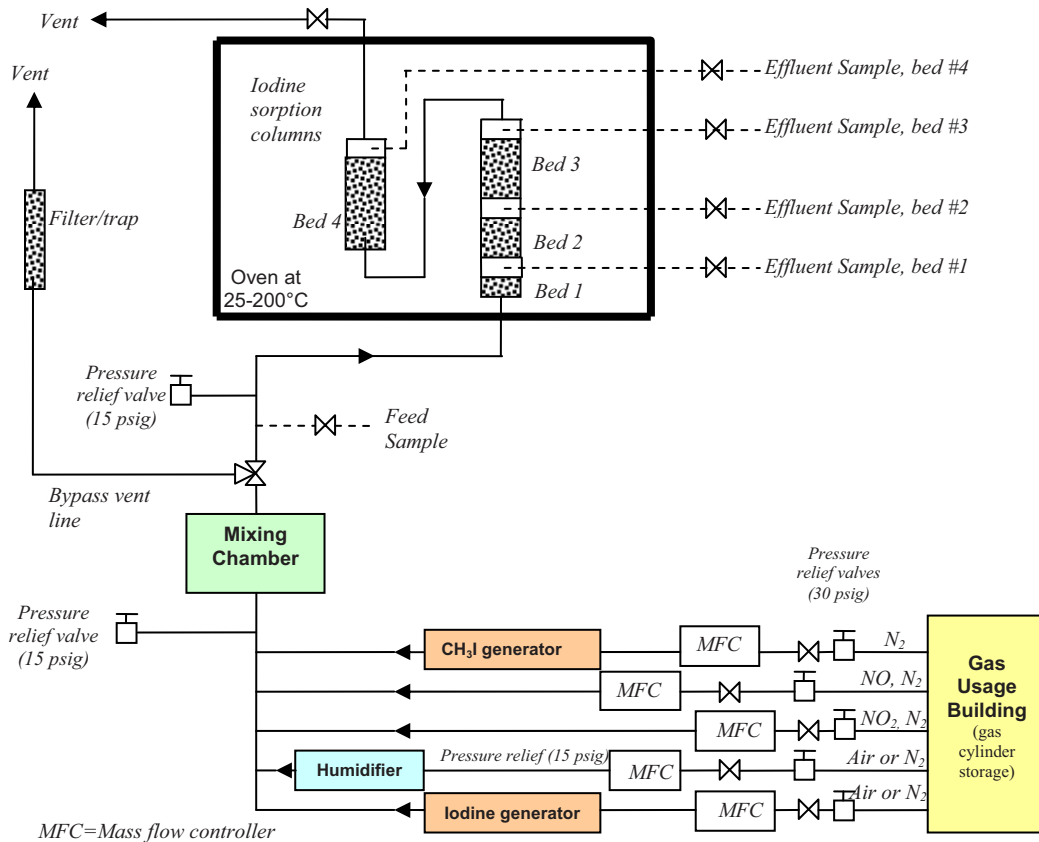 Vent
Effluent Sample, bed #4
Vent
Iodine
sorption
columns
Effluent Sample, bed #3
Bed 3
Filter/trap
Bed 4
Effluent Sample, bed #2
Bed 2
Effluent Sample, bed #1
Oven at
25-200°C
Bed 1
Pressure
relief valve
(15 psig)
Feed
Sample
Bypass vent
line
Mixing
Chamber
Pressure
relief valves
(30 psig)
Pressure
relief valve
(15 psig)
CH₃I generator
MFC
N₂
MFC
NO, N₂
MFC
NO₂, N₂
Humidifier
Pressure relief (15 psig)
MFC
Air or N₂
Iodine generator
MFC
Air or N₂
Gas
Usage
Building
(gas
cylinder
storage)
MFC=Mass flow controller